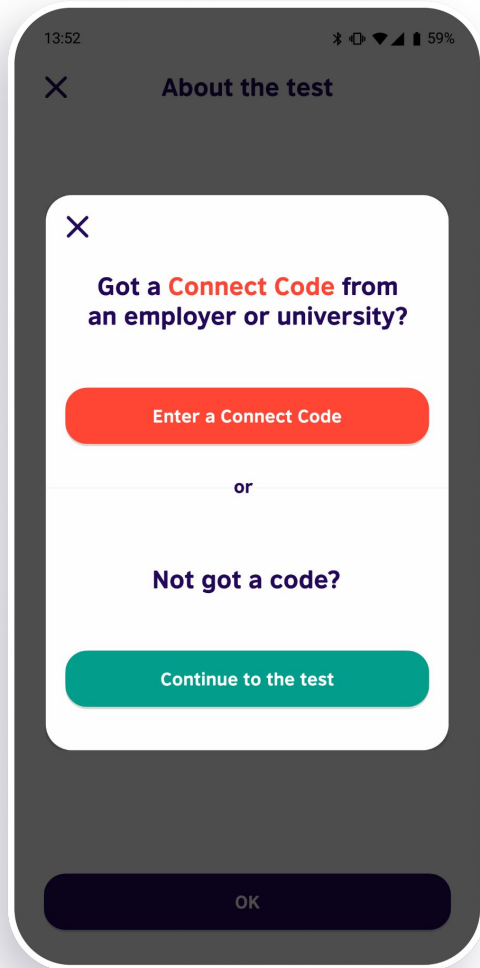 13:52
59%
About the test
Got a Connect Code from
an employer or university?
Enter a Connect Code
or
Not got a code?
Continue to the test
OK